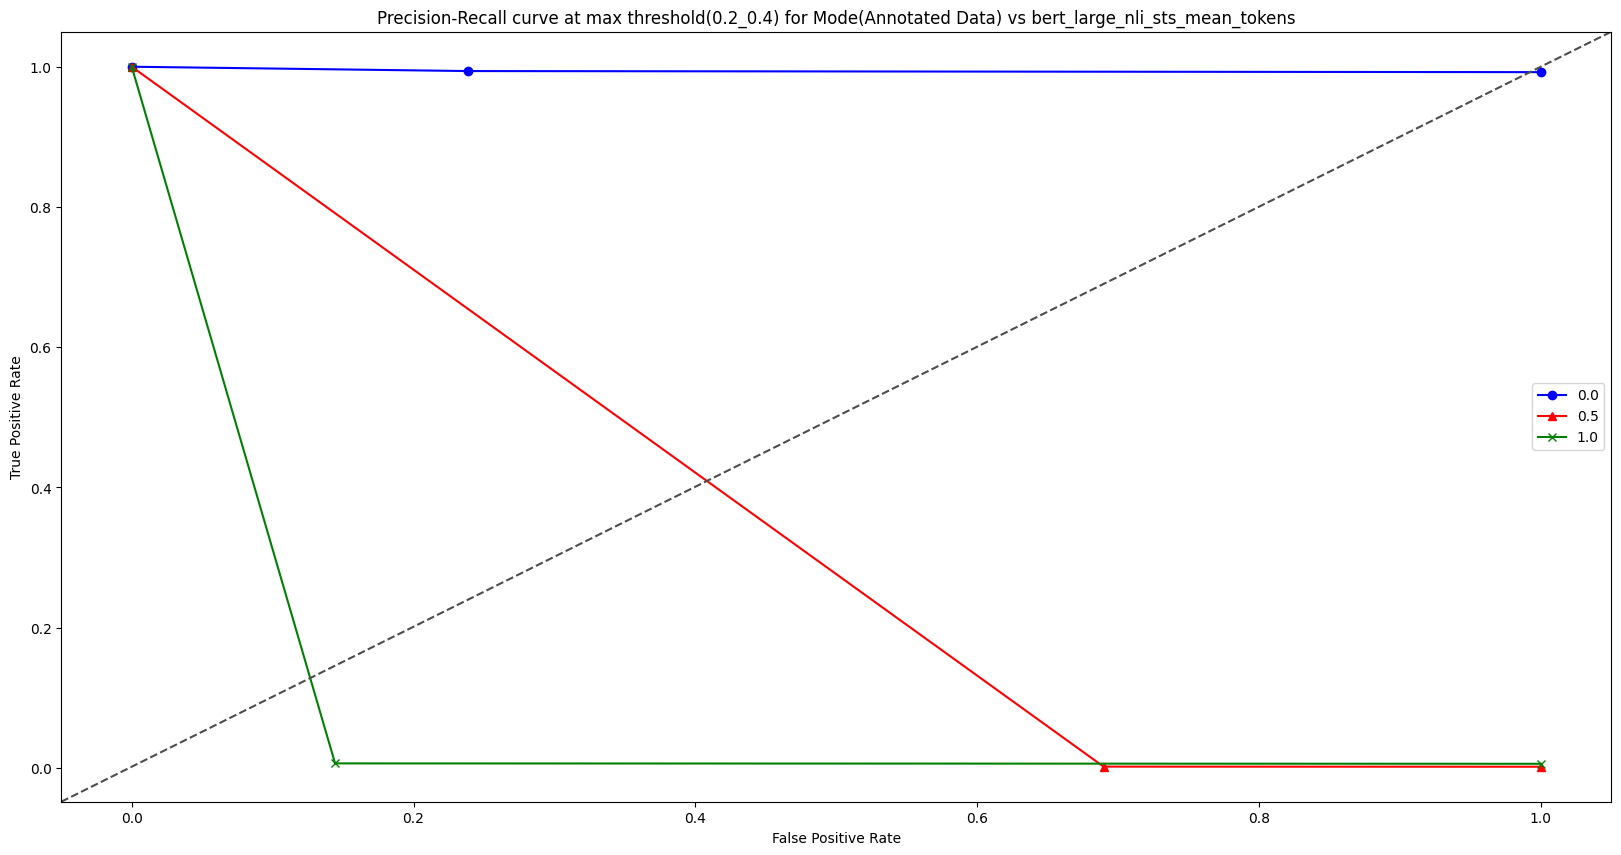 Precision-Recall curve at max threshold(0.2_0.4) for Mode(Annotated Data) vs bert_large_nli_sts_mean_tokens
True Positive Rate
1.0
0.8
0.6
0.4
0.2
0.0
0.0
0.5
1.0
0.0 0.2 0.4 0.6 0.8 1.0
False Positive Rate